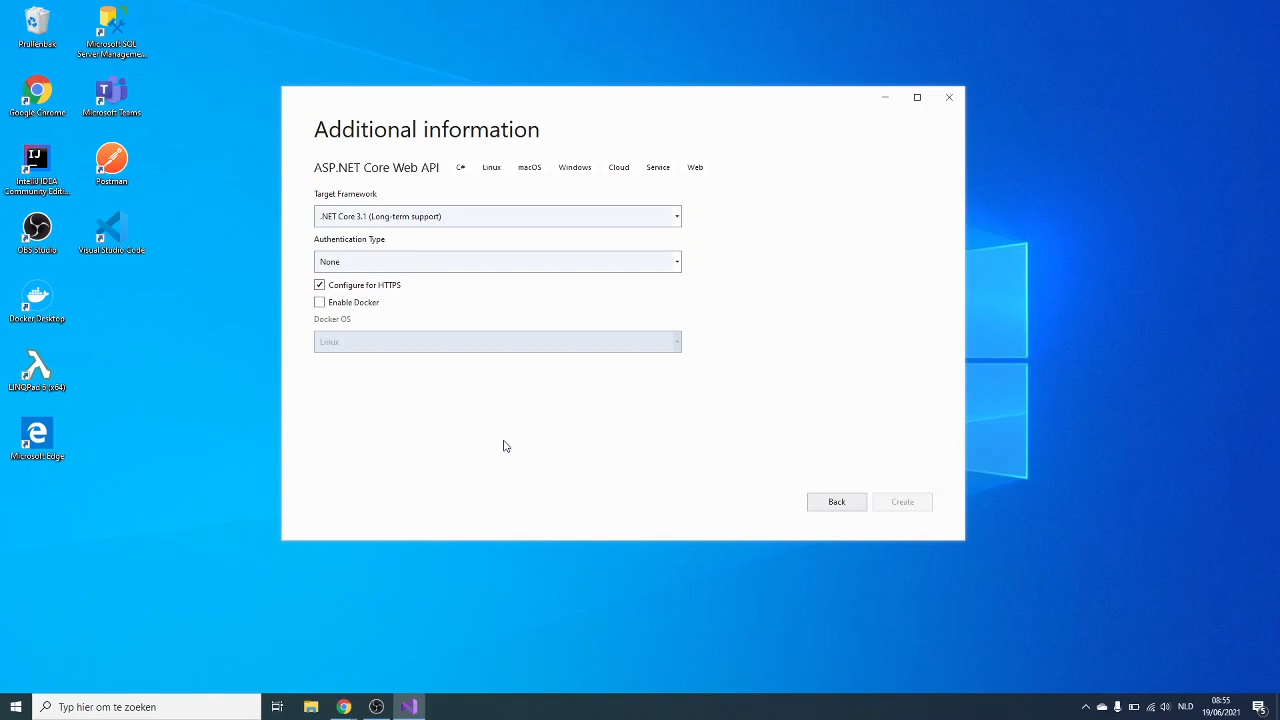 Prullenbak
Microsoft SQL
Server Manageme...
Google Chrome
Microsoft Teams
IntelliJ IDEA
Community Editi...
Postman
OBS Studio
Visual Studio Code
Docker Desktop
LINQPad 6 (x64)
Microsoft Edge
Additional information
ASP.NET Core Web API C# Linux macOS Windows Cloud Service Web
Target Framework
.NET Core 3.1 (Long-term support)
Authentication Type
None
Configure for HTTPS
Enable Docker
Docker OS
Linux
Back Create
Typ hier om te zoeken
NLD
08:55
19/06/2021